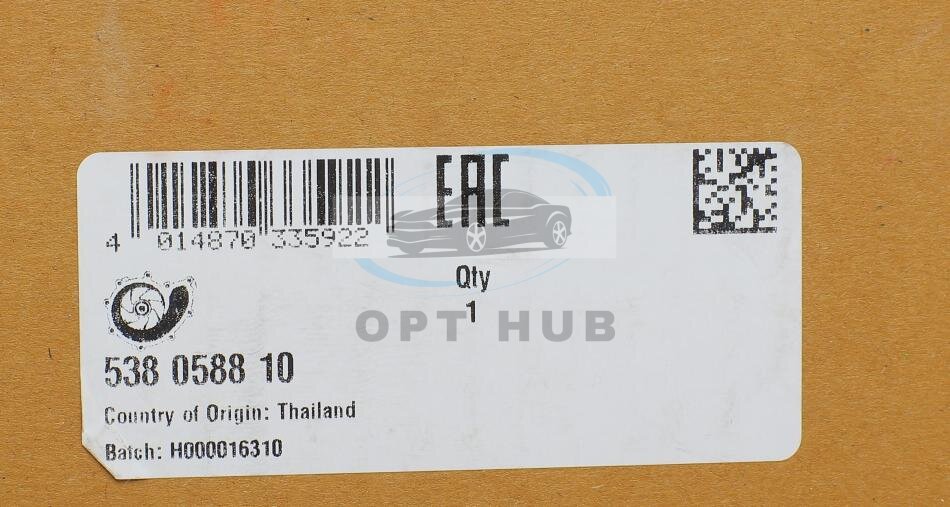 EAC
4 014870 335922
Qty
1
OPT HUB
538 0588 10
Country of Origin: Thailand
Batch: H000016310